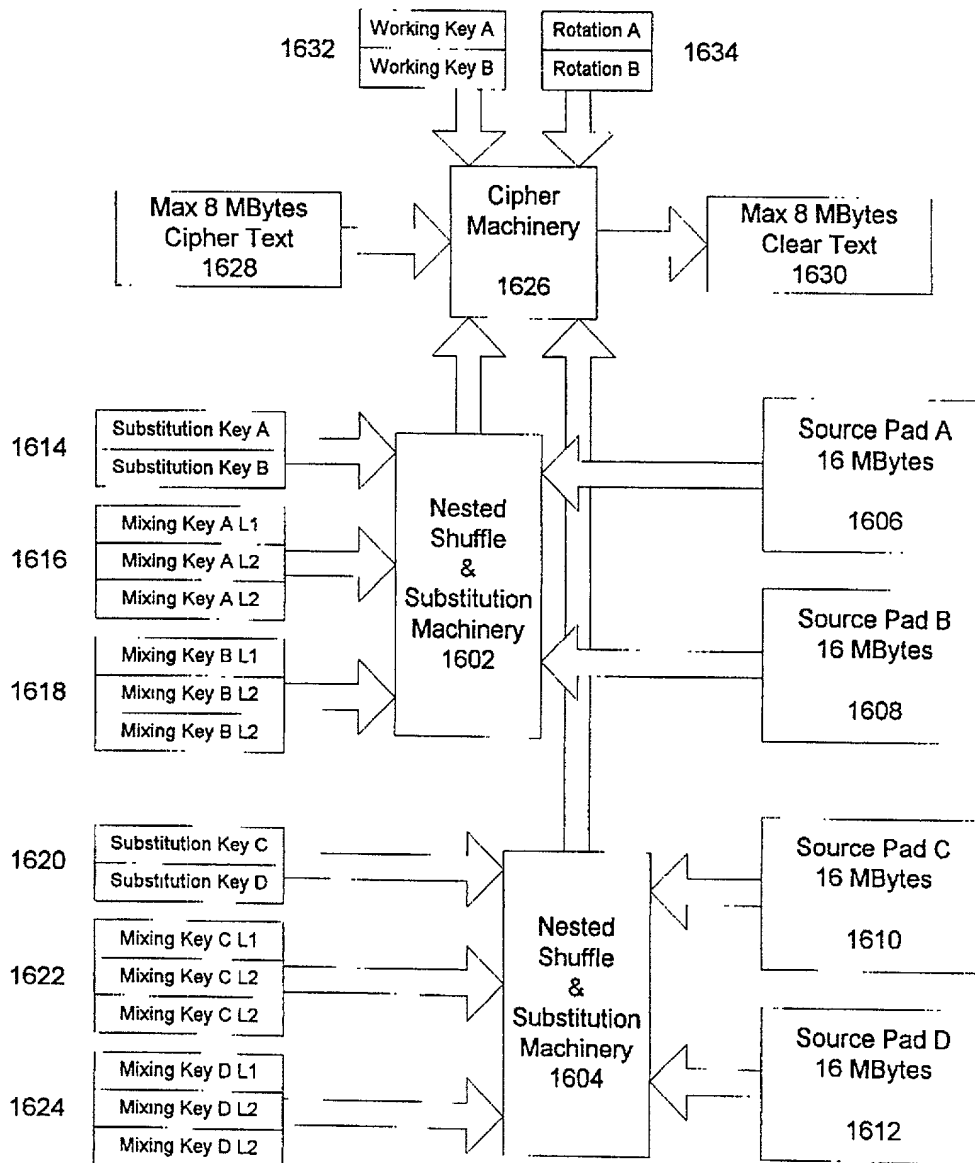 1632
Working Key A
Working Key B
Rotation A
Rotation B
1634
Max 8 MBytes
Cipher Text
1628
Cipher
Machinery
1626
Max 8 MBytes
Clear Text
1630
1614
Substitution Key A
Substitution Key B
1616
Mixing Key A L1
Mixing Key A L2
Mixing Key A L2
1618
Mixing Key B L1
Mixing Key B L2
Mixing Key B L2
Nested
Shuffle
&
Substitution
Machinery
1602
Source Pad A
16 MBytes
1606
Source Pad B
16 MBytes
1608
1620
Substitution Key C
Substitution Key D
1622
Mixing Key C L1
Mixing Key C L2
Mixing Key C L2
1624
Mixing Key D L1
Mixing Key D L2
Mixing Key D L2
Nested
Shuffle
&
Substitution
Machinery
1604
Source Pad C
16 MBytes
1610
Source Pad D
16 MBytes
1612